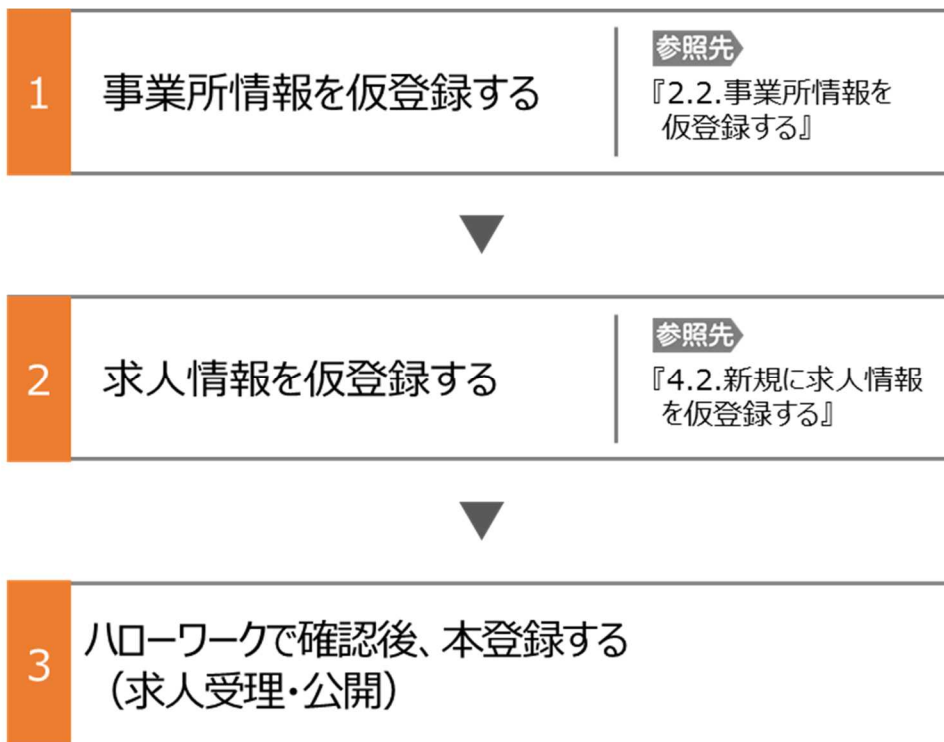 1
事業所情報を仮登録する
参照先
『2.2.事業所情報を
仮登録する』
2
求人情報を仮登録する
参照先
『4.2.新規に求人情報
を仮登録する』
3
ハローワークで確認後、本登録する
（求人受理・公開）